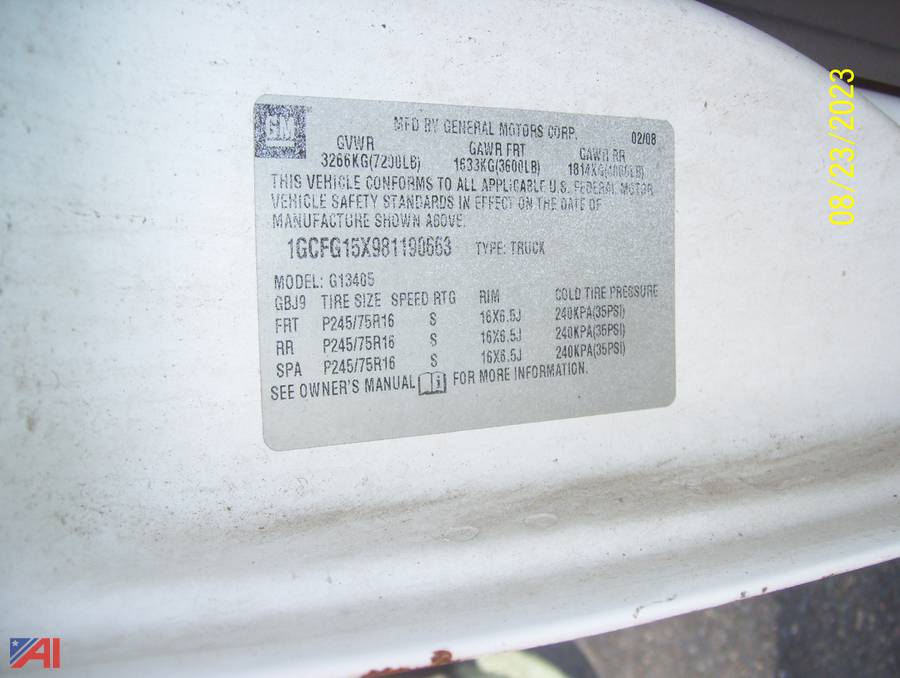 GM
MFD BY GENERAL MOTORS CORP. 02/08
GVWR GAWR FRT GAWR RR
3266KG(7200LB) 1633KG(3600LB) 1814KG(4000LB)
THIS VEHICLE CONFORMS TO ALL APPLICABLE U.S. FEDERAL MOTOR
VEHICLE SAFETY STANDARDS IN EFFECT ON THE DATE OF
MANUFACTURE SHOWN ABOVE.
1GCFG15X981190663 TYPE: TRUCK
MODEL: G13405
GBJ9 TIRE SIZE SPEED RTG RIM COLD TIRE PRESSURE
FRT P245/75R16 S 16X6.5J 240KPA(35PSI)
RR P245/75R16 S 16X6.5J 240KPA(35PSI)
SPA P245/75R16 S 16X6.5J 240KPA(35PSI)
SEE OWNER'S MANUAL i FOR MORE INFORMATION.
08/23/2023
AI